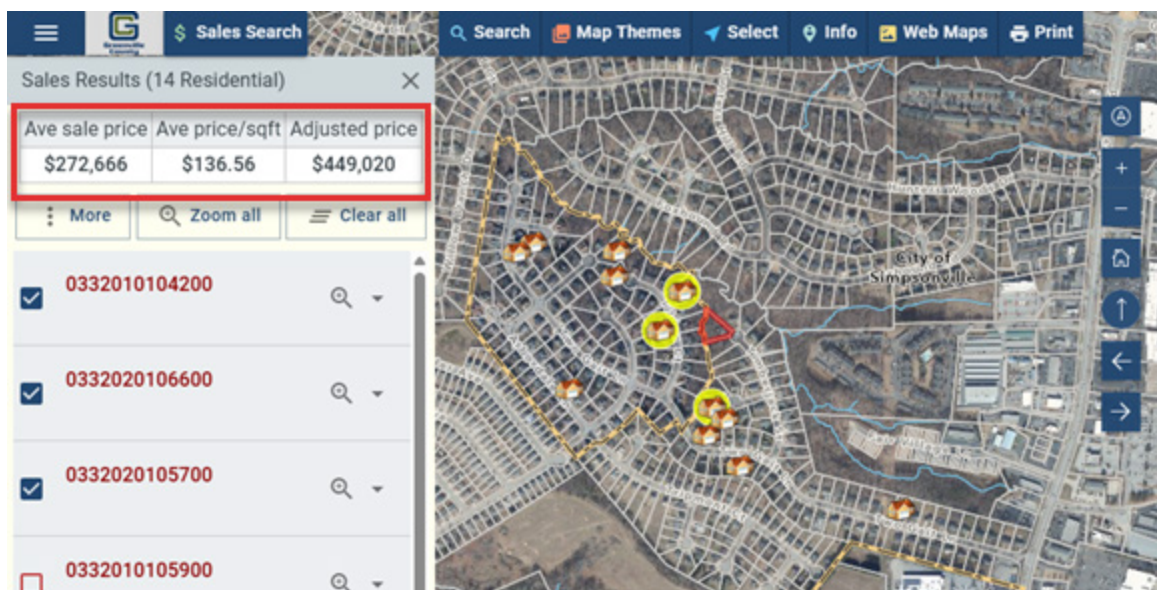 G
Greenville
County
$ Sales Search
Search
Map Themes
Select
Info
Web Maps
Print
Sales Results (14 Residential)
Ave sale price Ave price/sqft Adjusted price
$272,666 $136.56 $449,020
More
Zoom all
Clear all
0332010104200
0332020106600
0332020105700
0332010105900
City of
Simpsonville